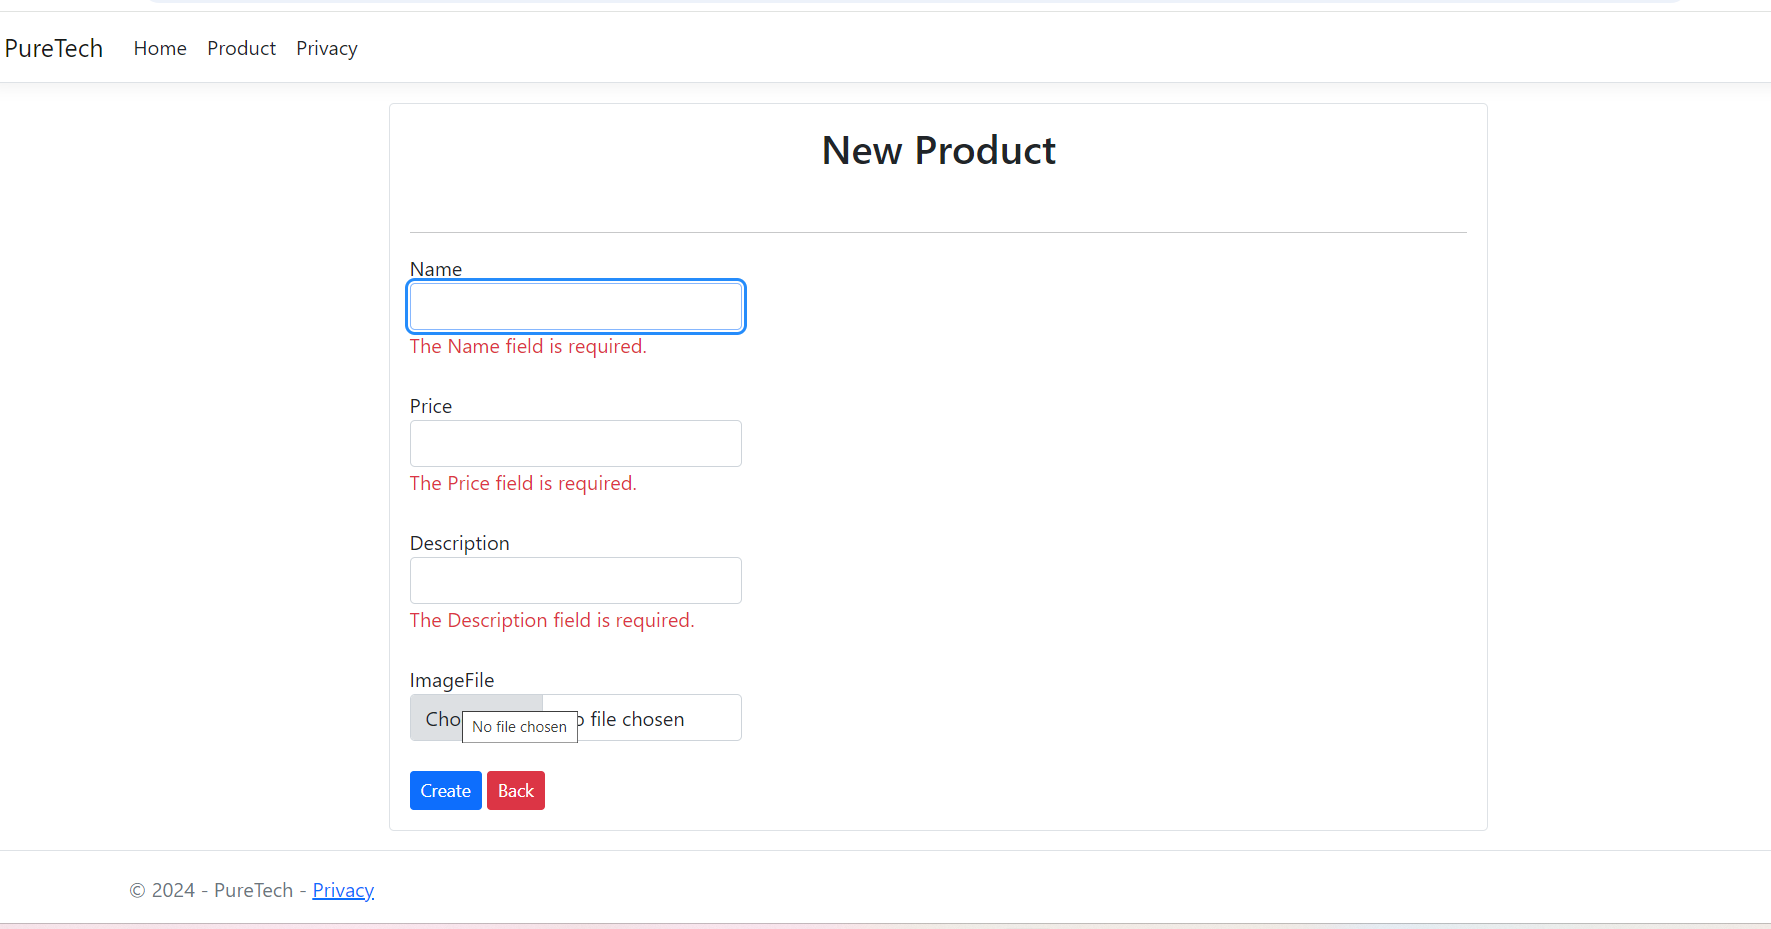 PureTech Home Product Privacy
New Product
Name
The Name field is required.
Price
The Price field is required.
Description
The Description field is required.
ImageFile
file chosen
No file chosen
Create Back
© 2024 - PureTech - Privacy